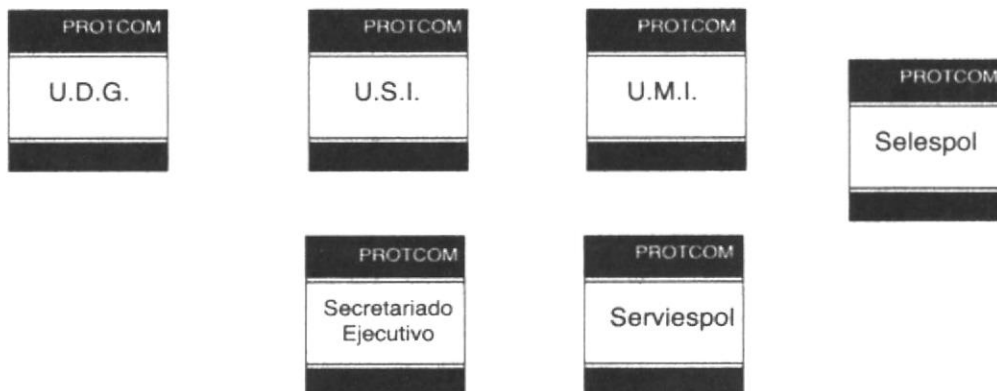 PROTCOM
U.D.G.
PROTCOM
U.S.I.
PROTCOM
U.M.I.
PROTCOM
Selespol
PROTCOM
Secretariado
Ejecutivo
PROTCOM
Serviespol